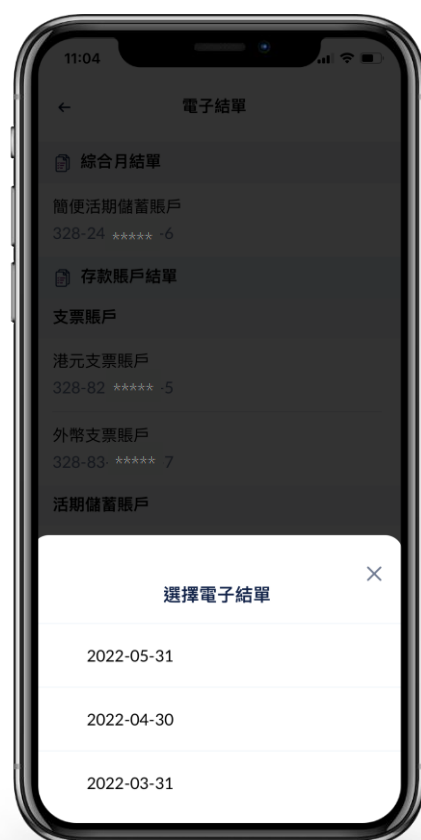 11:04
電子結單
綜合月結單
簡便活期儲蓄賬戶
328-24 ***** -6
存款賬戶結單
支票賬戶
港元支票賬戶
328-82 ***** -5
外幣支票賬戶
328-83- ***** 7
活期儲蓄賬戶
選擇電子結單
2022-05-31
2022-04-30
2022-03-31